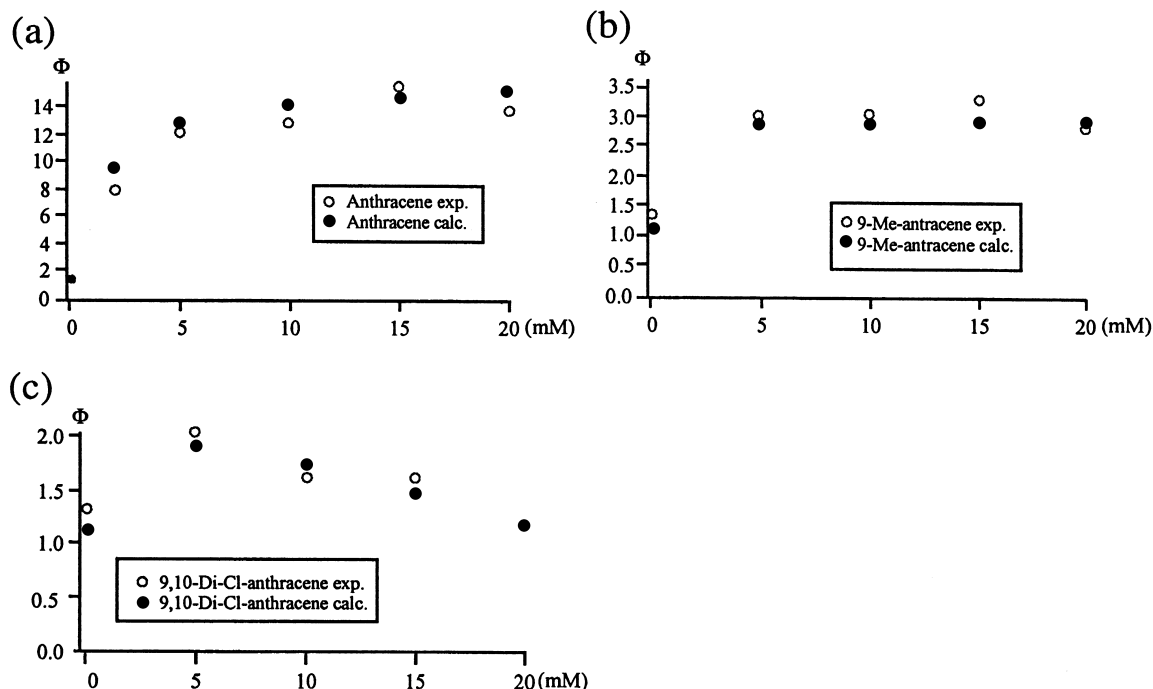 (a)
Φ
14
12
10
8
6
4
2
0
Anthracene exp.
Anthracene calc.
0 5 10 15 20 (mM)
(b)
Φ
3.5
3.0
2.5
2.0
1.5
1.0
0.5
0.0
9-Me-antracene exp.
9-Me-antracene calc.
0 5 10 15 20 (mM)
(c)
Φ
2.0
1.5
1.0
0.5
0.0
9,10-Di-Cl-anthracene exp.
9,10-Di-Cl-anthracene calc.
0 5 10 15 20 (mM)